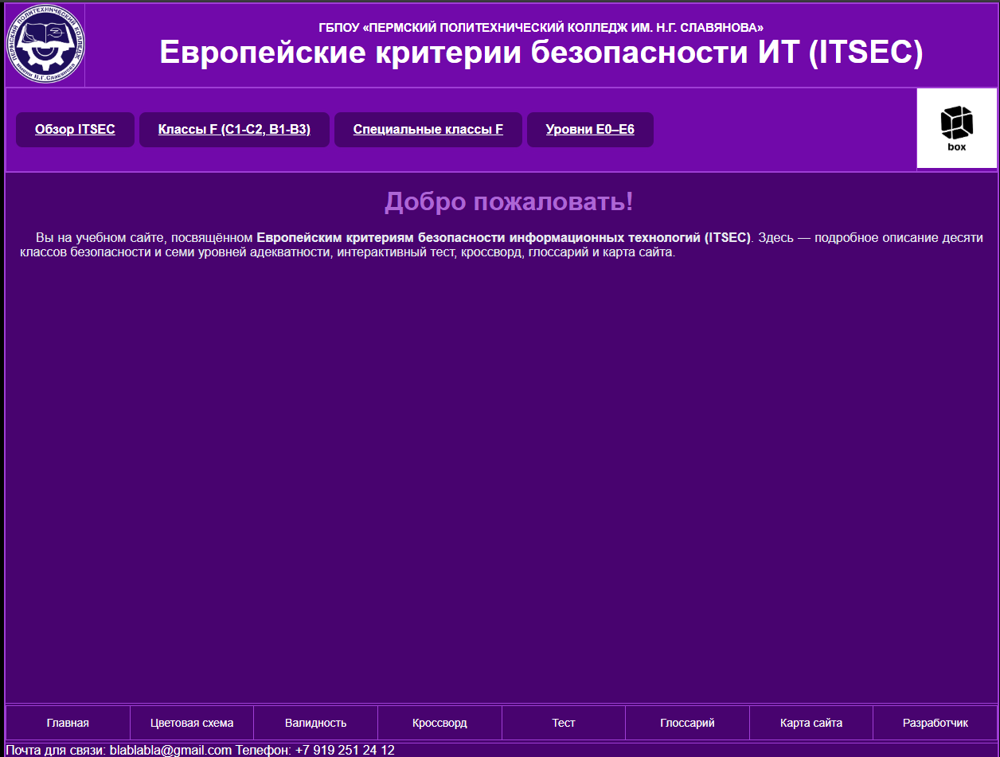 ПЕРМСКИЙ ПОЛИТЕХНИЧЕСКИЙ КОЛЛЕДЖ
имени Н.Г.Славянова
ГБПОУ «ПЕРМСКИЙ ПОЛИТЕХНИЧЕСКИЙ КОЛЛЕДЖ ИМ. Н.Г. СЛАВЯНОВА»
Европейские критерии безопасности ИТ (ITSEC)
Обзор ITSEC
Классы F (C1-C2, B1-B3)
Специальные классы F
Уровни E0–E6
box
Добро пожаловать!
Вы на учебном сайте, посвящённом Европейским критериям безопасности информационных технологий (ITSEC). Здесь — подробное описание десяти
классов безопасности и семи уровней адекватности, интерактивный тест, кроссворд, глоссарий и карта сайта.
Главная
Цветовая схема
Валидность
Кроссворд
Тест
Глоссарий
Карта сайта
Разработчик
Почта для связи: blablabla@gmail.com Телефон: +7 919 251 24 12